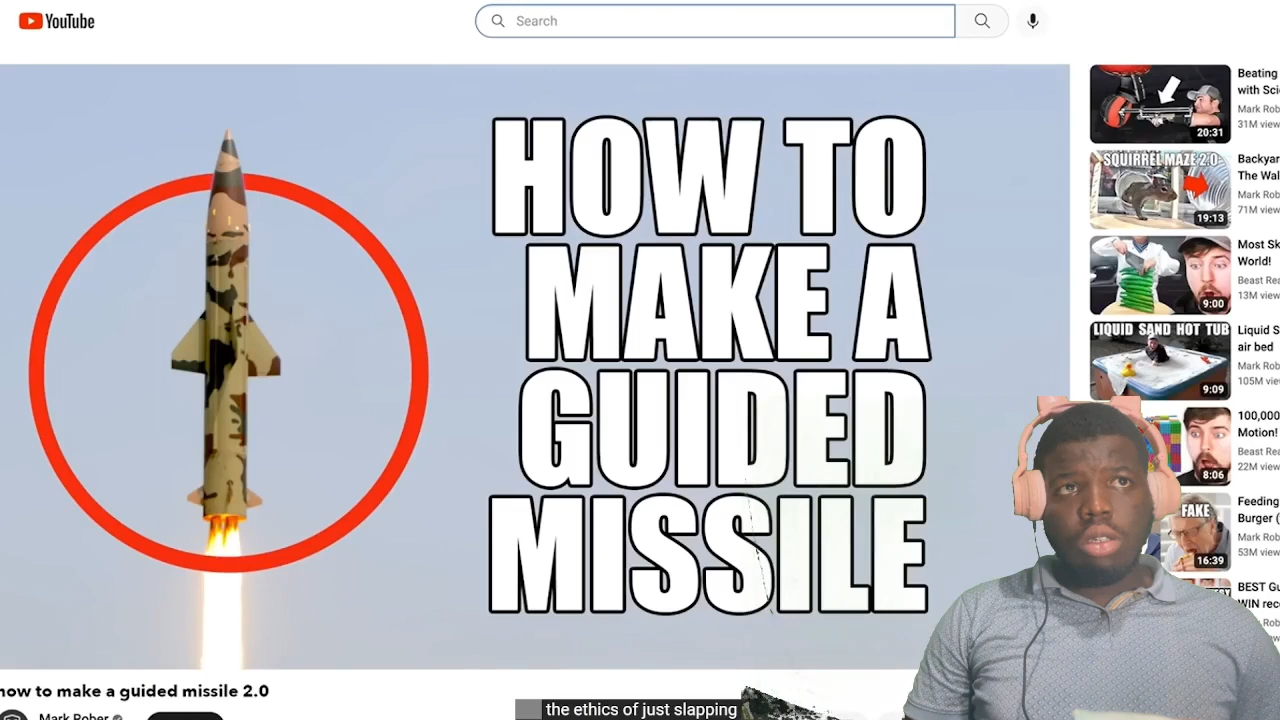 YouTube
Search
HOW TO
MAKE A
GUIDED
MISSILE
how to make a guided missile 2.0
Mark Rober
the ethics of just slapping
20:31
Beating
with Sci
Mark Rob
31M view
SQUIRREL MAZE 2.0
19:13
Backyar
The Wal
Mark Rob
71M view
9:00
Most Sk
World!
Beast Rea
13M view
LIQUID SAND HOT TUB
9:09
Liquid S
air bed
Mark Rob
105M view
8:06
100,000
Motion!
Beast Rea
22M view
FAKE
16:39
Feeding
Burger (
Mark Rob
53M view
BEST Gu
WIN rec